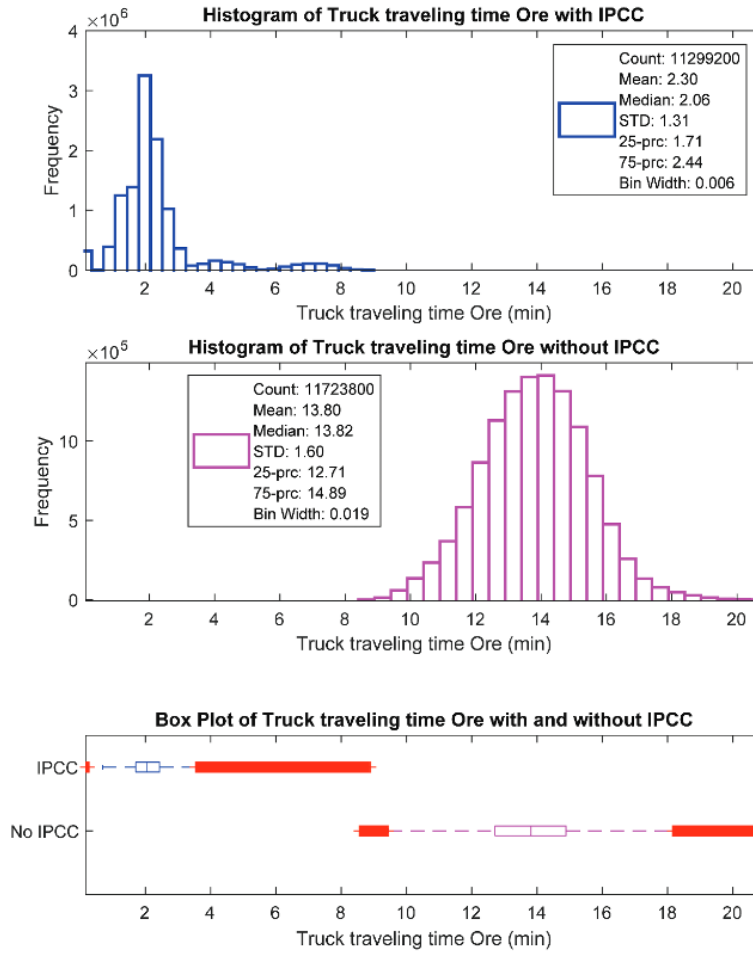 Histogram of Truck traveling time Ore with IPCC
×10^6
4
3
2
1
0
Frequency
Count: 11299200
Mean: 2.30
Median: 2.06
STD: 1.31
25-prc: 1.71
75-prc: 2.44
Bin Width: 0.006
2 4 6 8 10 12 14 16 18 20
Truck traveling time Ore (min)
Histogram of Truck traveling time Ore without IPCC
×10^5
10
5
0
Frequency
Count: 11723800
Mean: 13.80
Median: 13.82
STD: 1.60
25-prc: 12.71
75-prc: 14.89
Bin Width: 0.019
2 4 6 8 10 12 14 16 18 20
Truck traveling time Ore (min)
Box Plot of Truck traveling time Ore with and without IPCC
IPCC
No IPCC
2 4 6 8 10 12 14 16 18 20
Truck traveling time Ore (min)